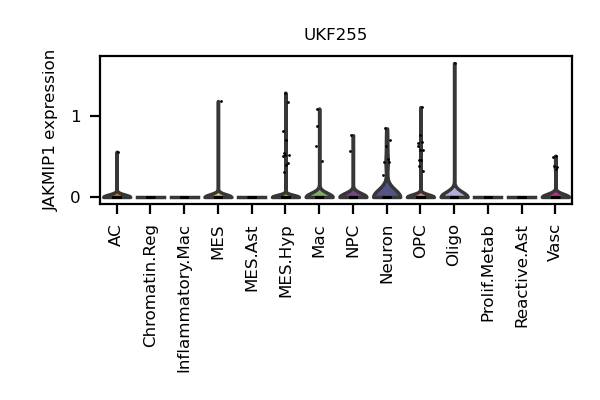 UKF255
JAKMIP1 expression
1
0
AC
Chromatin.Reg
Inflammatory.Mac
MES
MES.Ast
MES.Hyp
Mac
NPC
Neuron
OPC
Oligo
Prolif.Metab
Reactive.Ast
Vasc